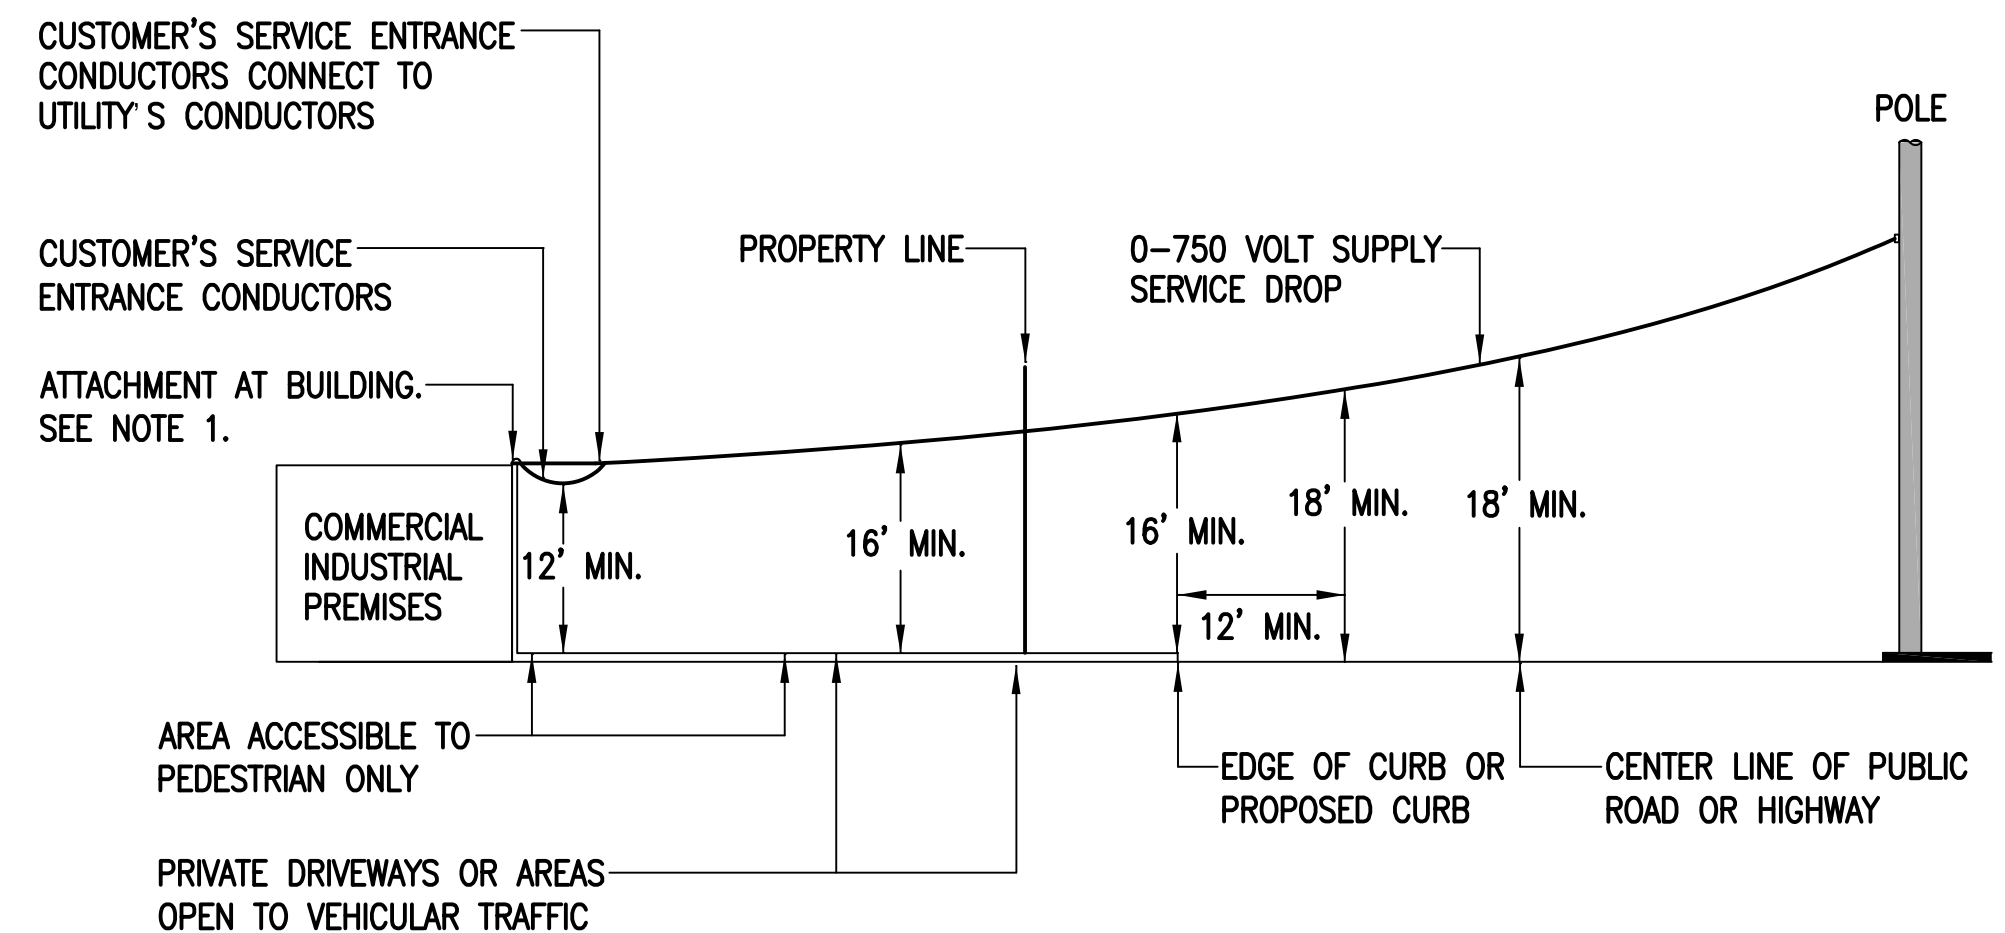 CUSTOMER'S SERVICE ENTRANCE
CONDUCTORS CONNECT TO
UTILITY'S CONDUCTORS
POLE
CUSTOMER'S SERVICE
ENTRANCE CONDUCTORS
PROPERTY LINE
0-750 VOLT SUPPLY
SERVICE DROP
ATTACHMENT AT BUILDING.
SEE NOTE 1.
COMMERCIAL
INDUSTRIAL
PREMISES
12' MIN.
16' MIN.
16' MIN.
18' MIN.
18' MIN.
12' MIN.
AREA ACCESSIBLE TO
PEDESTRIAN ONLY
EDGE OF CURB OR
PROPOSED CURB
CENTER LINE OF PUBLIC
ROAD OR HIGHWAY
PRIVATE DRIVEWAYS OR AREAS
OPEN TO VEHICULAR TRAFFIC